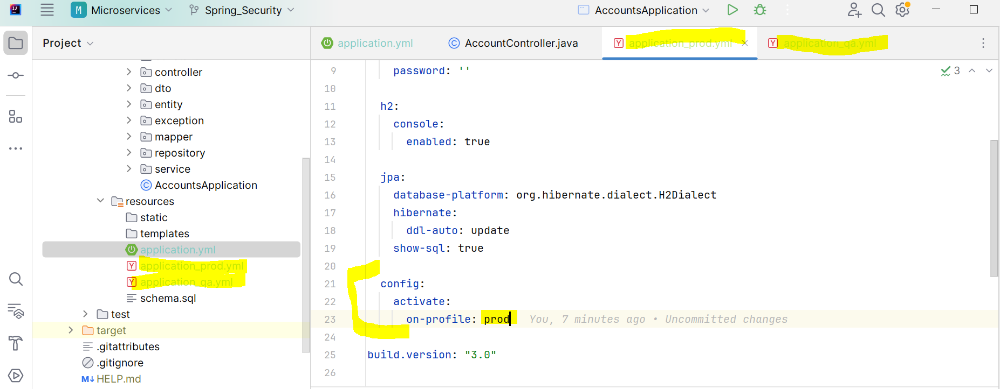 M Microservices Spring_Security AccountsApplication
Project
controller
dto
entity
exception
mapper
repository
service
AccountsApplication
resources
static
templates
application.yml
application_prod.yml
application_qa.yml
schema.sql
test
target
.gitattributes
.gitignore
HELP.md
application.yml AccountController.java application_prod.yml application_qa.yml
3
9 password: ''
10
11 h2:
12 console:
13 enabled: true
14
15 jpa:
16 database-platform: org.hibernate.dialect.H2Dialect
17 hibernate:
18 ddl-auto: update
19 show-sql: true
20
21 config:
22 activate:
23 on-profile: prod You, 7 minutes ago • Uncommitted changes
24
25 build.version: "3.0"
26